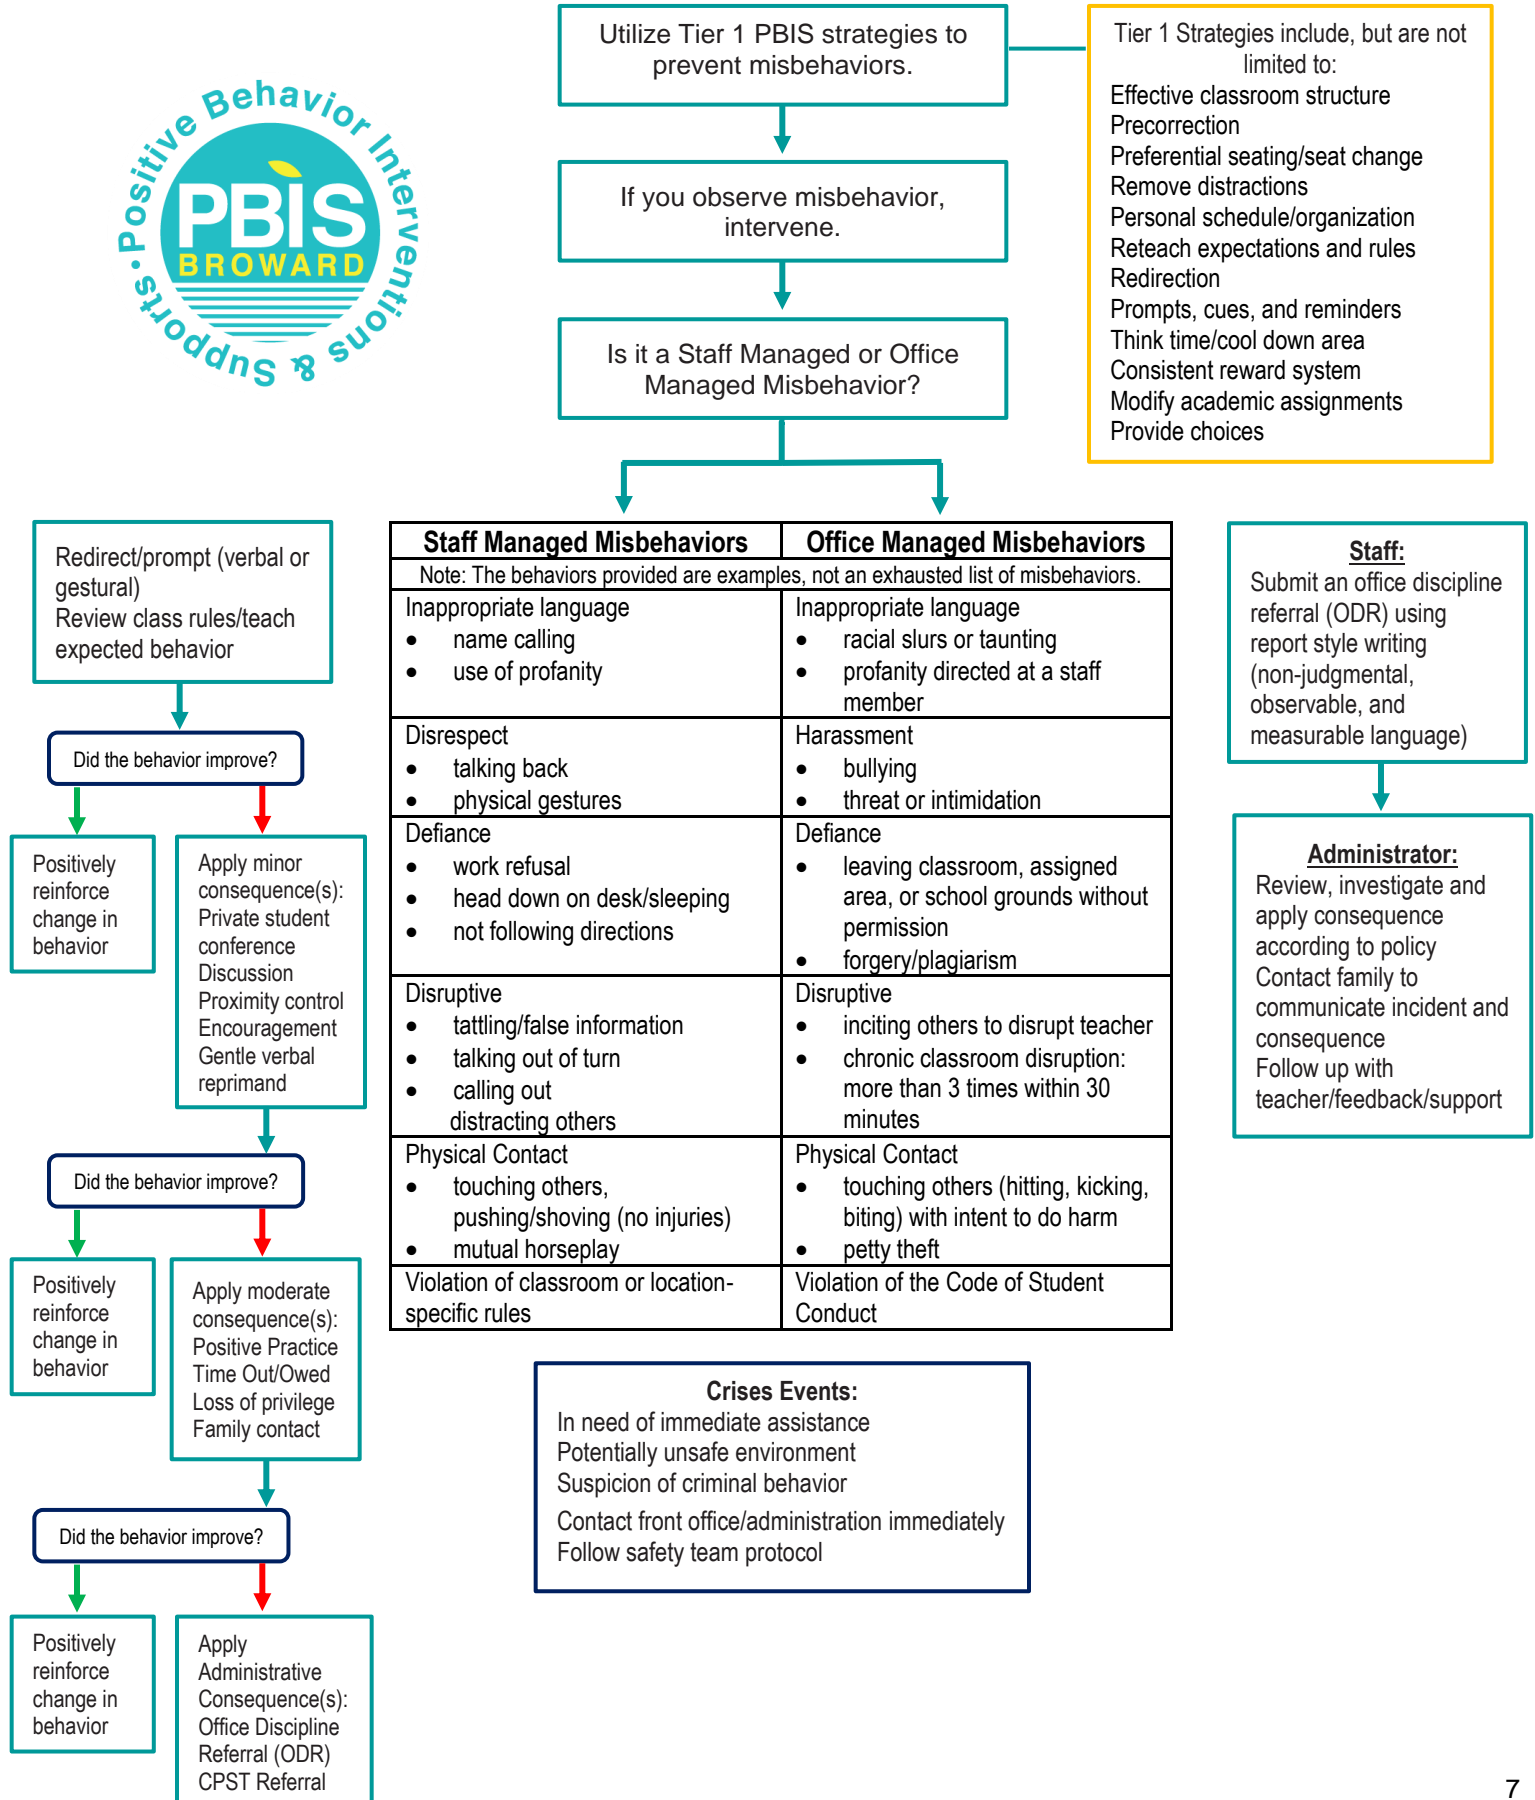 Utilize Tier 1 PBIS strategies to
prevent misbehaviors.
Tier 1 Strategies include, but are not
limited to:
Effective classroom structure
Precorrection
Preferential seating/seat change
Remove distractions
Personal schedule/organization
Reteach expectations and rules
Redirection
Prompts, cues, and reminders
Think time/cool down area
Consistent reward system
Modify academic assignments
Provide choices
Positive Behavior Interventions & Supports •
PBIS
BROWARD
If you observe misbehavior,
intervene.
Is it a Staff Managed or Office
Managed Misbehavior?
Redirect/prompt (verbal or
gestural)
Review class rules/teach
expected behavior
Did the behavior improve?
Positively
reinforce
change in
behavior
Apply minor
consequence(s):
Private student
conference
Discussion
Proximity control
Encouragement
Gentle verbal
reprimand
Did the behavior improve?
Positively
reinforce
change in
behavior
Apply moderate
consequence(s):
Positive Practice
Time Out/Owed
Loss of privilege
Family contact
Did the behavior improve?
Positively
reinforce
change in
behavior
Apply
Administrative
Consequence(s):
Office Discipline
Referral (ODR)
CPST Referral
Staff Managed Misbehaviors
Office Managed Misbehaviors
Note: The behaviors provided are examples, not an exhausted list of misbehaviors.
Inappropriate language
• name calling
• use of profanity
Inappropriate language
• racial slurs or taunting
• profanity directed at a staff
member
Disrespect
• talking back
• physical gestures
Harassment
• bullying
• threat or intimidation
Defiance
• work refusal
• head down on desk/sleeping
• not following directions
Defiance
• leaving classroom, assigned
area, or school grounds without
permission
• forgery/plagiarism
Disruptive
• tattling/false information
• talking out of turn
• calling out
distracting others
Disruptive
• inciting others to disrupt teacher
• chronic classroom disruption:
more than 3 times within 30
minutes
Physical Contact
• touching others,
pushing/shoving (no injuries)
• mutual horseplay
Physical Contact
• touching others (hitting, kicking,
biting) with intent to do harm
• petty theft
Violation of classroom or location-
specific rules
Violation of the Code of Student
Conduct
Staff:
Submit an office discipline
referral (ODR) using
report style writing
(non-judgmental,
observable, and
measurable language)
Administrator:
Review, investigate and
apply consequence
according to policy
Contact family to
communicate incident and
consequence
Follow up with
teacher/feedback/support
Crises Events:
In need of immediate assistance
Potentially unsafe environment
Suspicion of criminal behavior
Contact front office/administration immediately
Follow safety team protocol
7